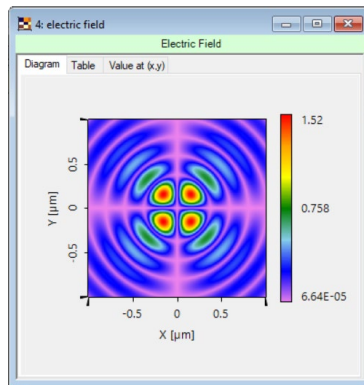 4: electric field
Electric Field
Diagram Table Value at (x,y)
1.52
0.5
Y [µm]
0
0.758
-0.5
6.64E-05
-0.5 0 0.5
X [µm]